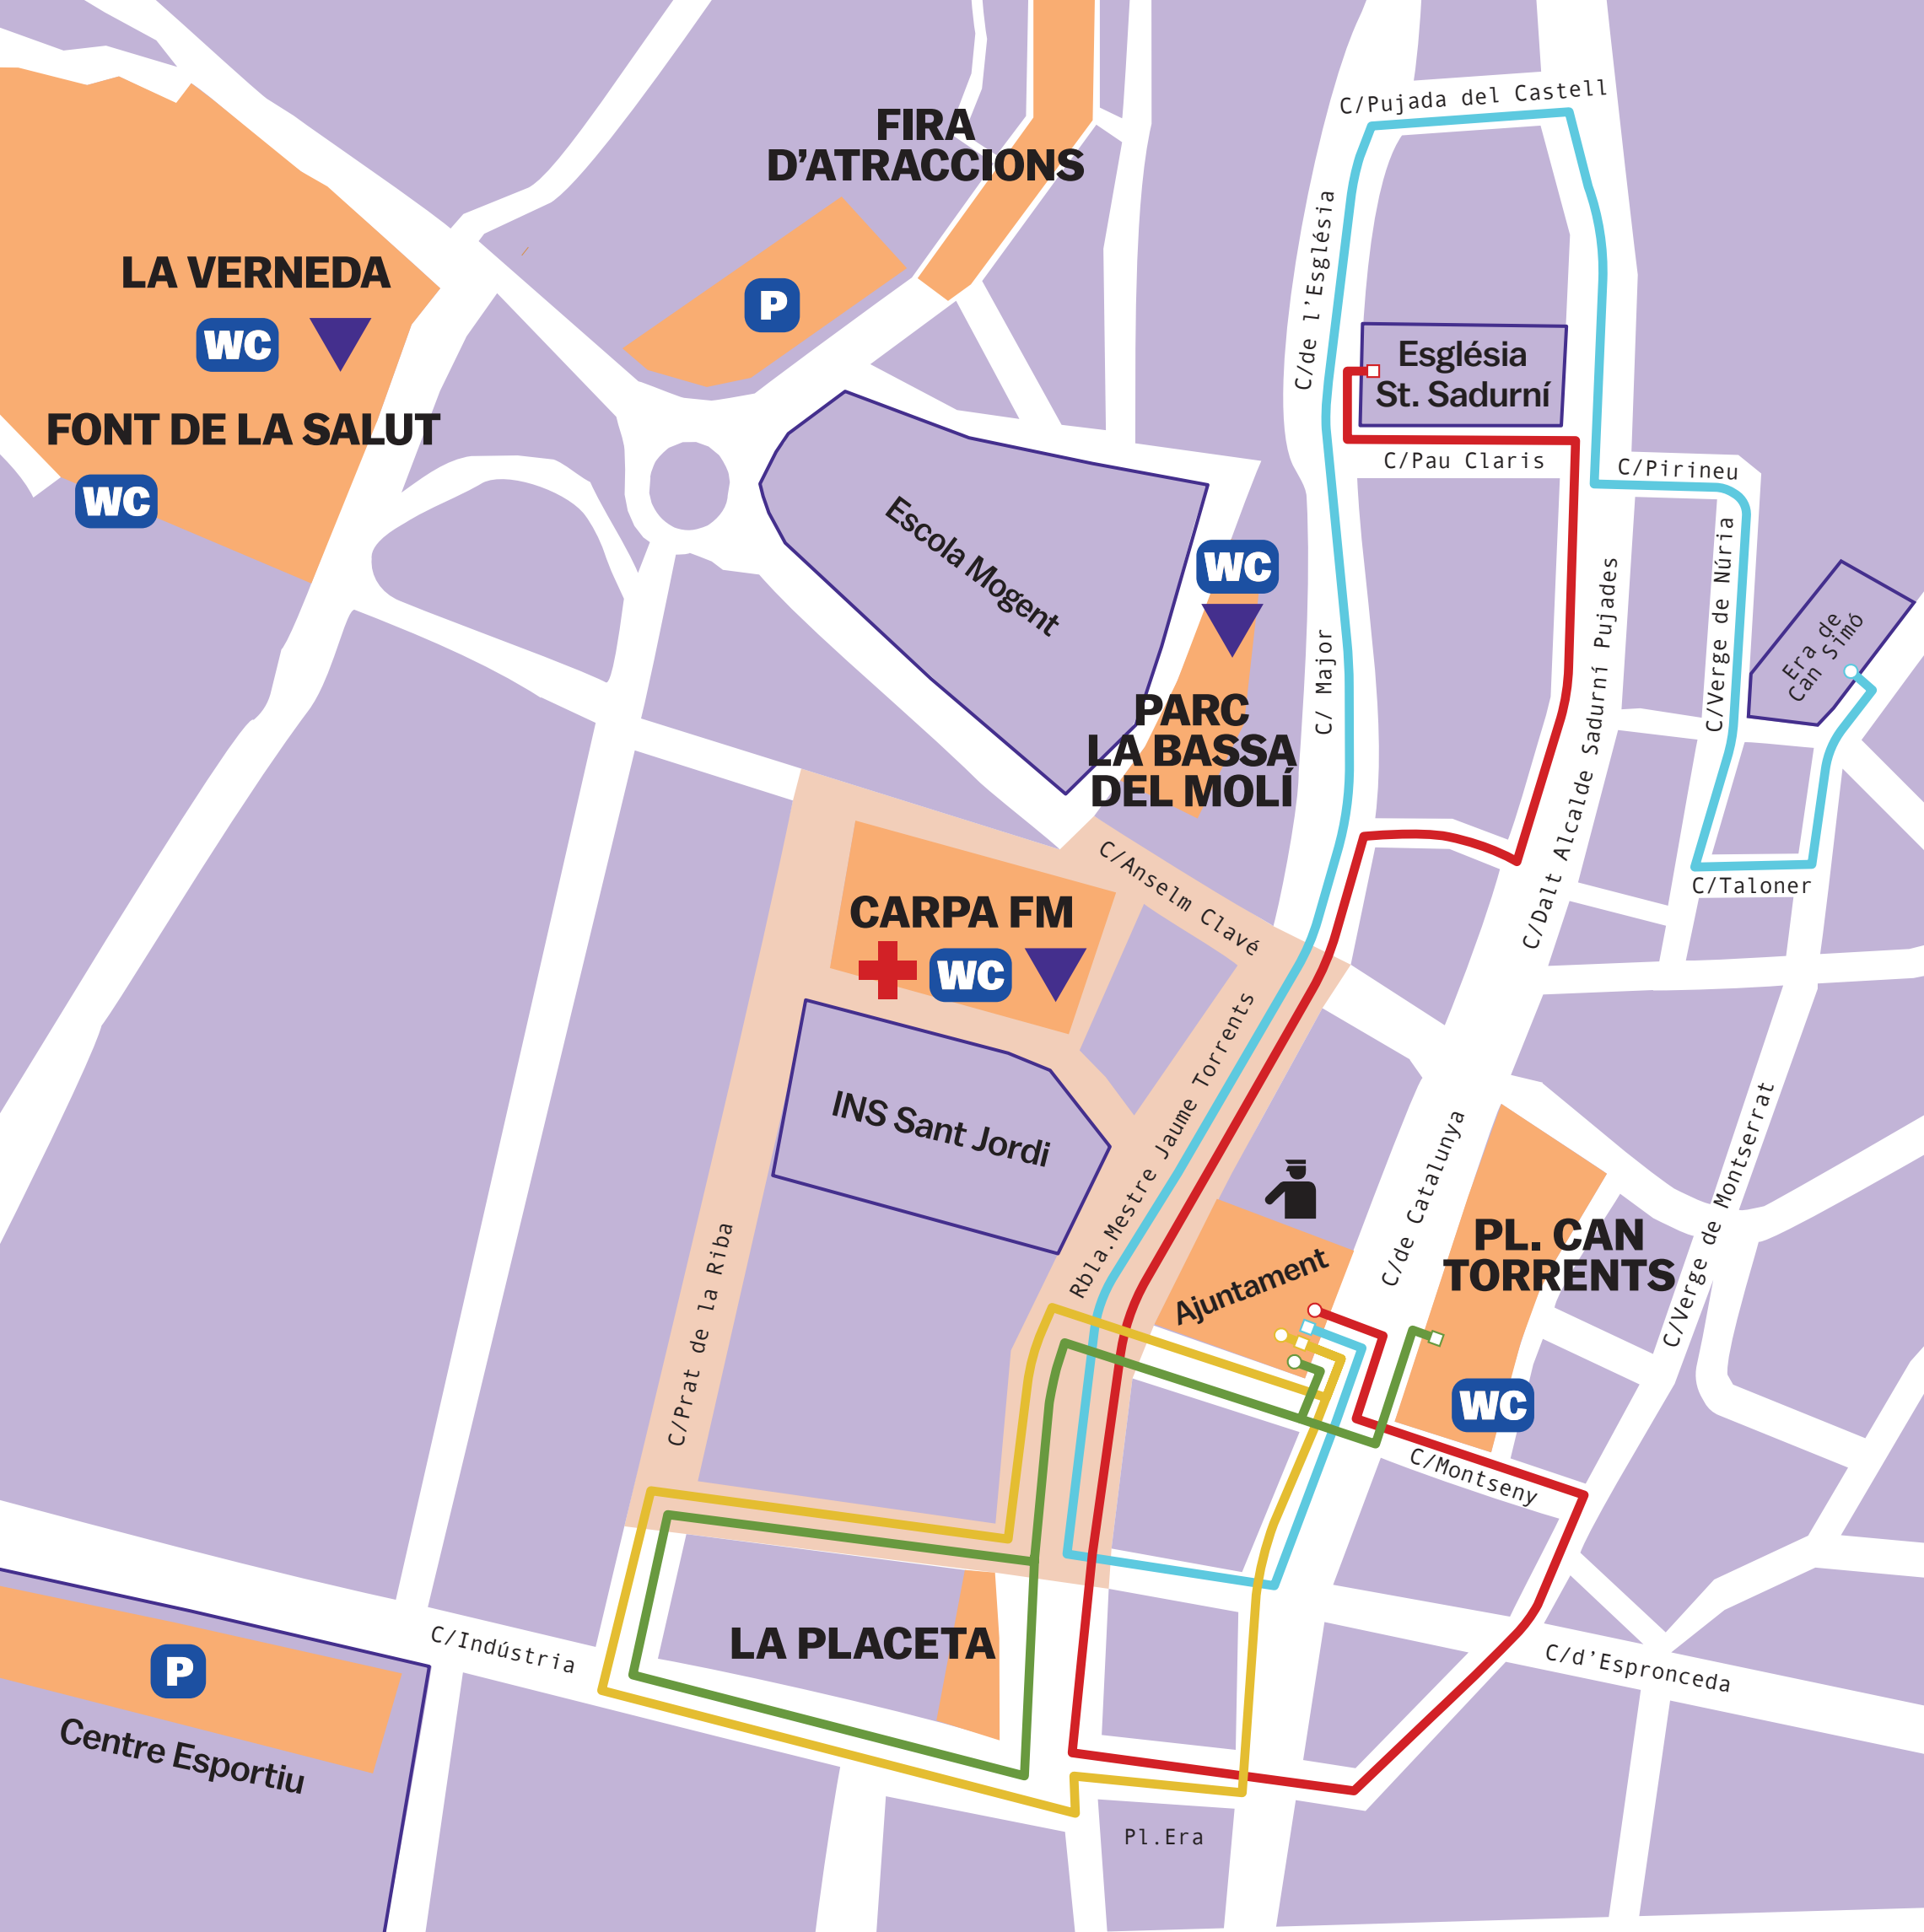 C/Pujada del Castell
FIRA
D’ATRACCIONS
LA VERNEDA
WC
P
C/de l’Església
Església
St. Sadurní
FONT DE LA SALUT
WC
C/Pau Claris
C/Pirineu
Escola Mogent
WC
C/Verge de Núria
Era de
Can Simó
C/ Major
C/Dalt Alcalde Sadurní Pujades
PARC
LA BASSA
DEL MOLÍ
C/Anselm Clavé
C/Taloner
CARPA FM
WC
Rbla.Mestre Jaume Torrents
INS Sant Jordi
C/de Catalunya
C/Verge de Montserrat
C/Prat de la Riba
Ajuntament
PL. CAN
TORRENTS
WC
C/Montseny
C/Indústria
LA PLACETA
C/d’Espronceda
P
Centre Esportiu
Pl.Era